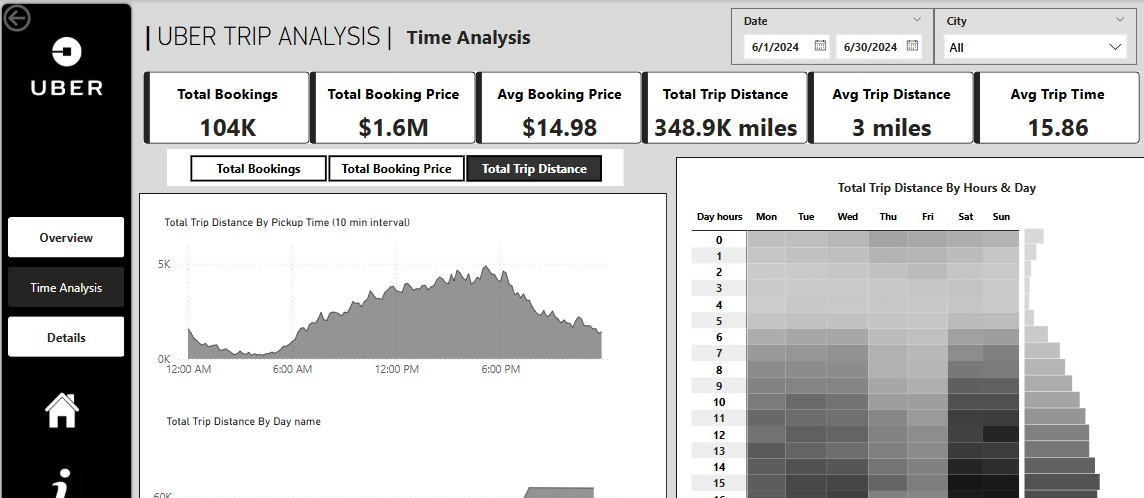 UBER
Overview
Time Analysis
Details
| UBER TRIP ANALYSIS | Time Analysis
Date
6/1/2024 6/30/2024
City
All
Total Bookings
104K
Total Booking Price
$1.6M
Avg Booking Price
$14.98
Total Trip Distance
348.9K miles
Avg Trip Distance
3 miles
Avg Trip Time
15.86
Total Bookings Total Booking Price Total Trip Distance
Total Trip Distance By Pickup Time (10 min interval)
5K
0K
12:00 AM 6:00 AM 12:00 PM 6:00 PM
Total Trip Distance By Day name
60K
Total Trip Distance By Hours & Day
Day hours Mon Tue Wed Thu Fri Sat Sun
0
1
2
3
4
5
6
7
8
9
10
11
12
13
14
15